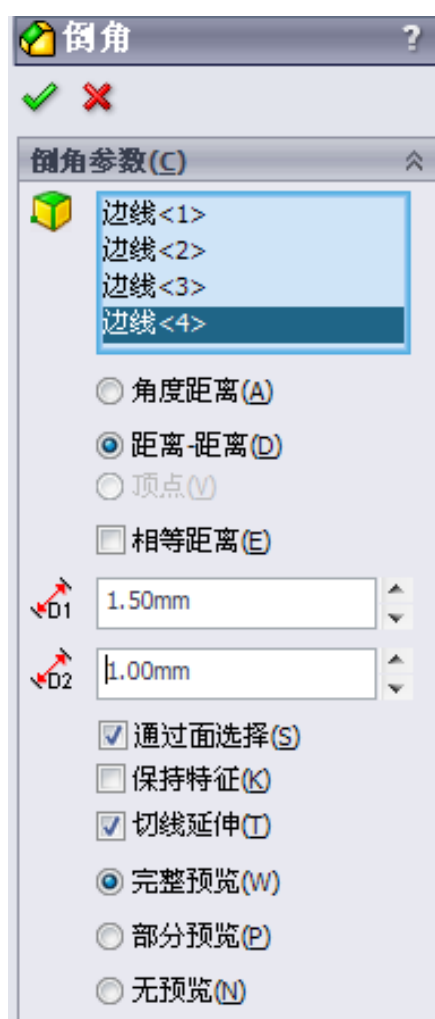 倒角 ?
倒角参数(C)
边线<1>
边线<2>
边线<3>
边线<4>
角度距离(A)
距离-距离(D)
顶点(V)
相等距离(E)
D1 1.50mm
D2 1.00mm
通过面选择(S)
保持特征(K)
切线延伸(T)
完整预览(W)
部分预览(P)
无预览(N)